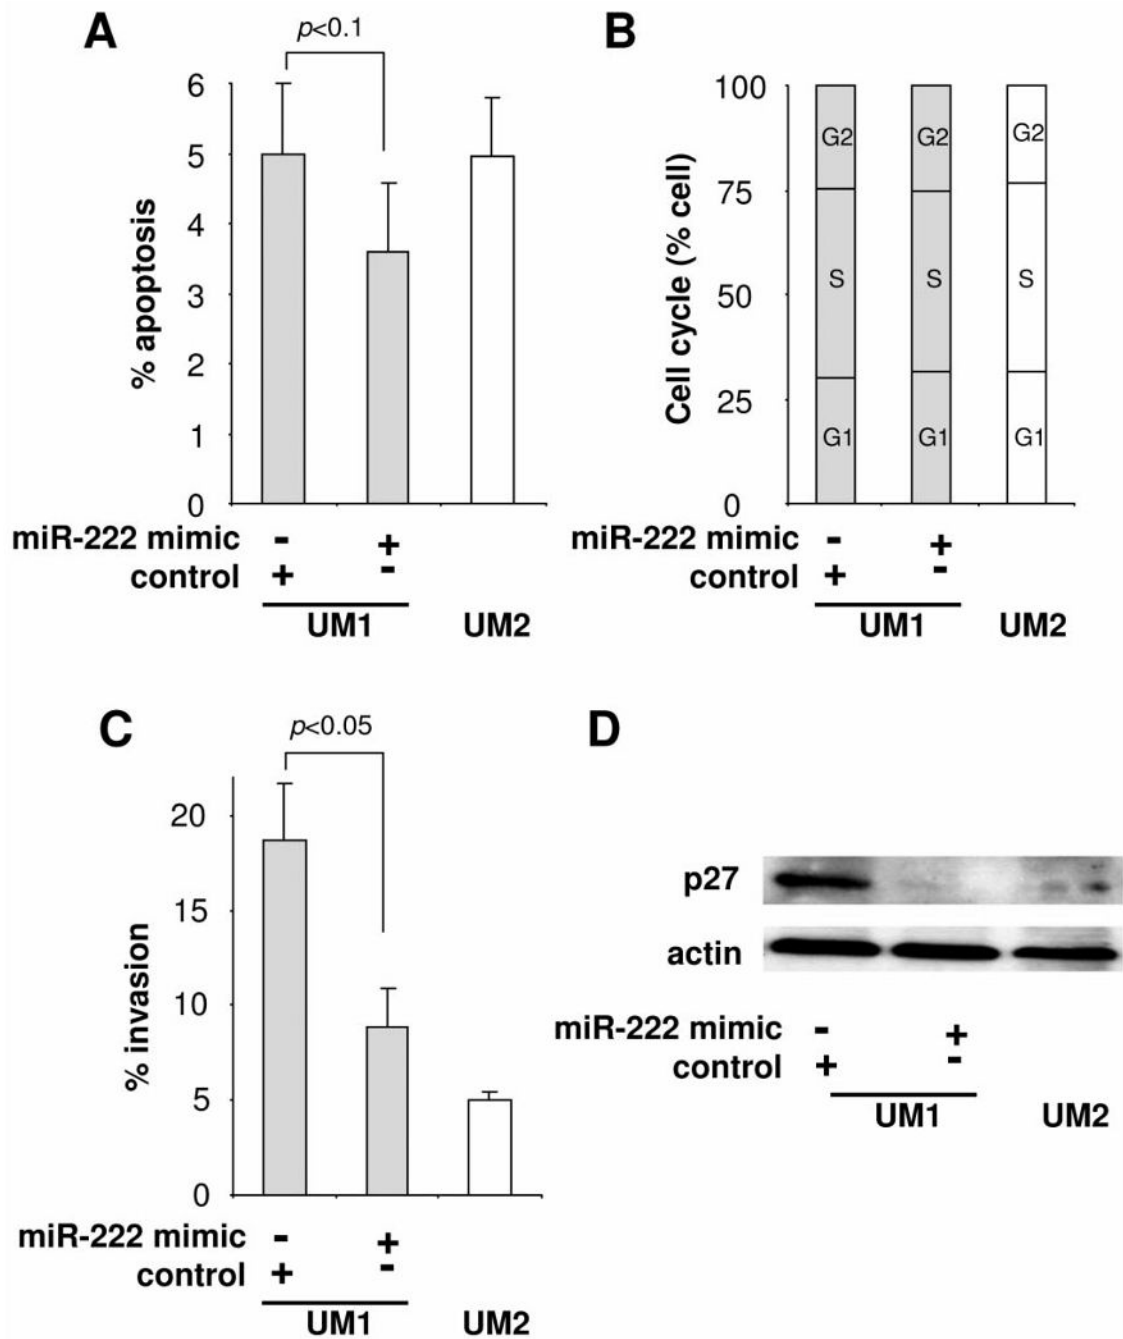 A
p<0.1
% apoptosis
6
5
4
3
2
1
0
miR-222 mimic - +
control + -
UM1 UM2
B
Cell cycle (% cell)
100
75
50
25
0
G2 G2 G2
S S S
G1 G1 G1
miR-222 mimic - +
control + -
UM1 UM2
C
p<0.05
% invasion
20
15
10
5
0
miR-222 mimic - +
control + -
UM1 UM2
D
p27
actin
miR-222 mimic - +
control + -
UM1 UM2